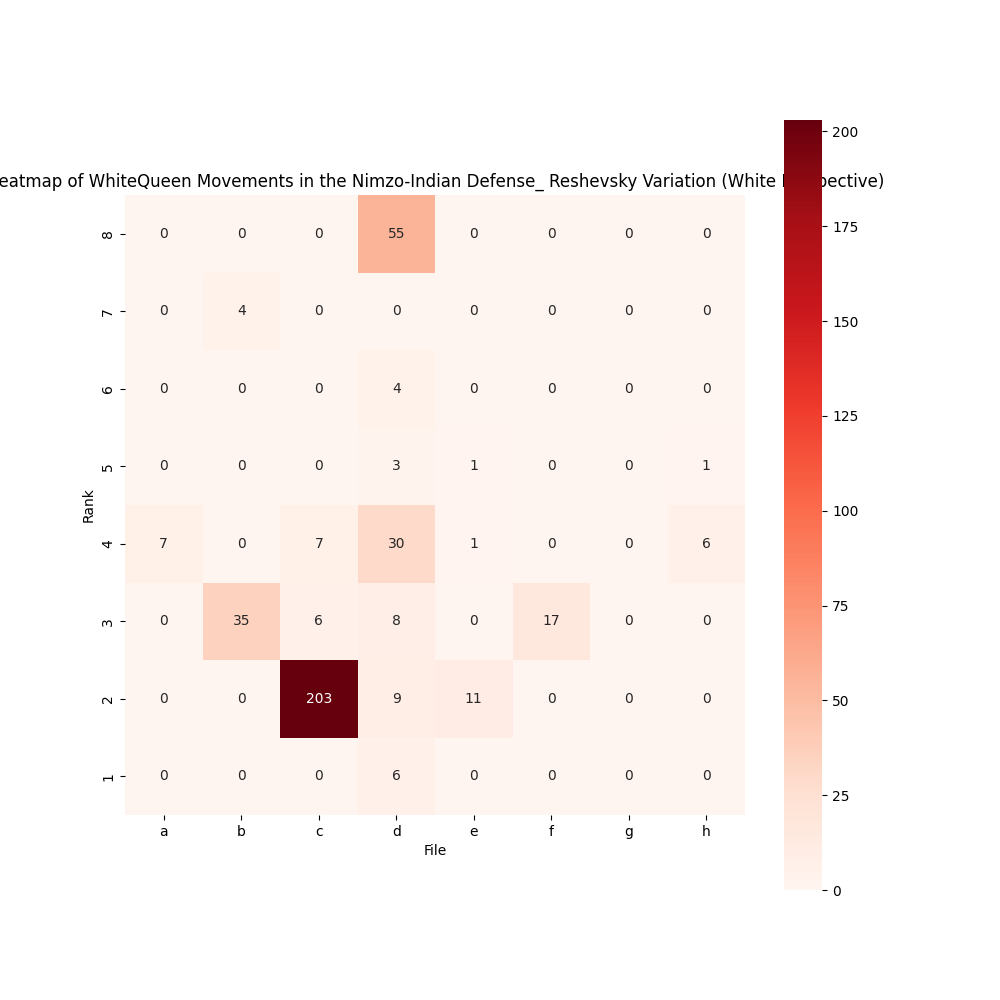 eatmap of WhiteQueen Movements in the Nimzo-Indian Defense_ Reshevsky Variation (White pective)
8 0 0 0 55 0 0 0 0
7 0 4 0 0 0 0 0 0
6 0 0 0 4 0 0 0 0
5 0 0 0 3 1 0 0 1
4 7 0 7 30 1 0 0 6
3 0 35 6 8 0 17 0 0
2 0 0 203 9 11 0 0 0
1 0 0 0 6 0 0 0 0
a b c d e f g h
Rank
File
200
175
150
125
100
75
50
25
0